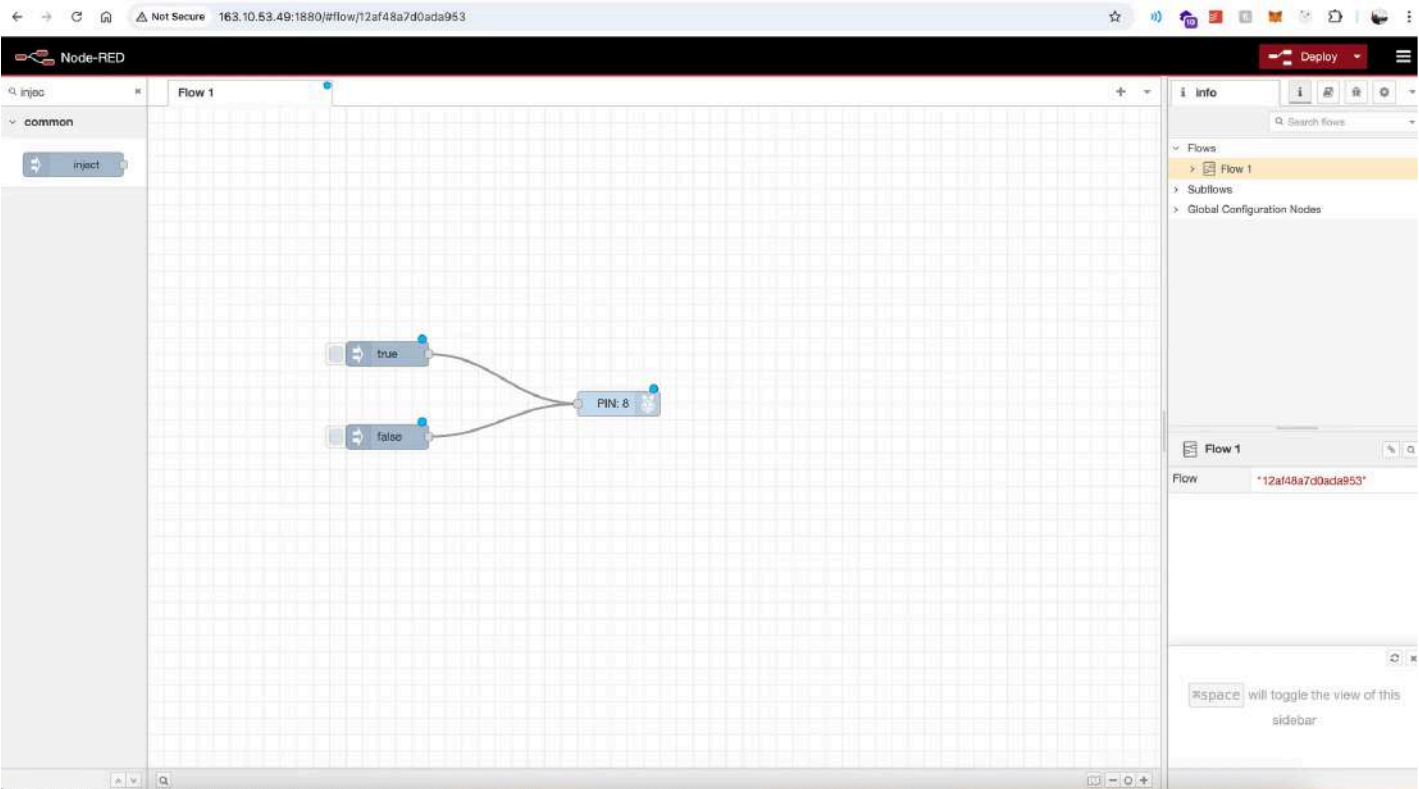 Not Secure 163.10.53.49:1880/#flow/12af48a7d0ada953
10
Node-RED
Deploy
injec
Flow 1
i info
i
common
Search flows
inject
Flows
Flow 1
Subflows
Global Configuration Nodes
true
PIN: 8
false
Flow 1
Flow "12af48a7d0ada953"
⌘space will toggle the view of this
sidebar